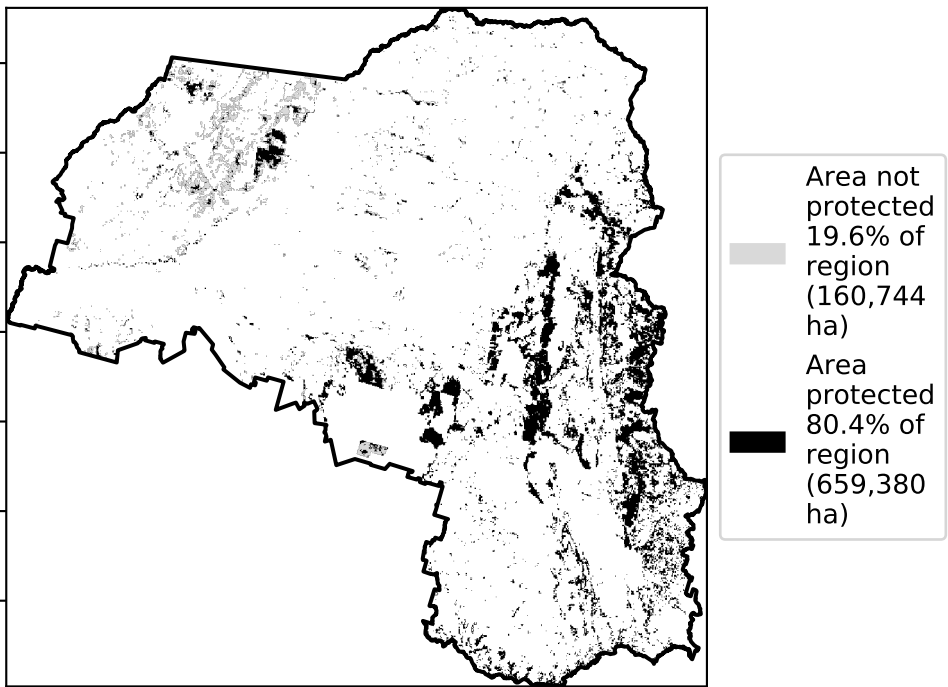 Area not
protected
19.6% of
region
(160,744
ha)
Area
protected
80.4% of
region
(659,380
ha)